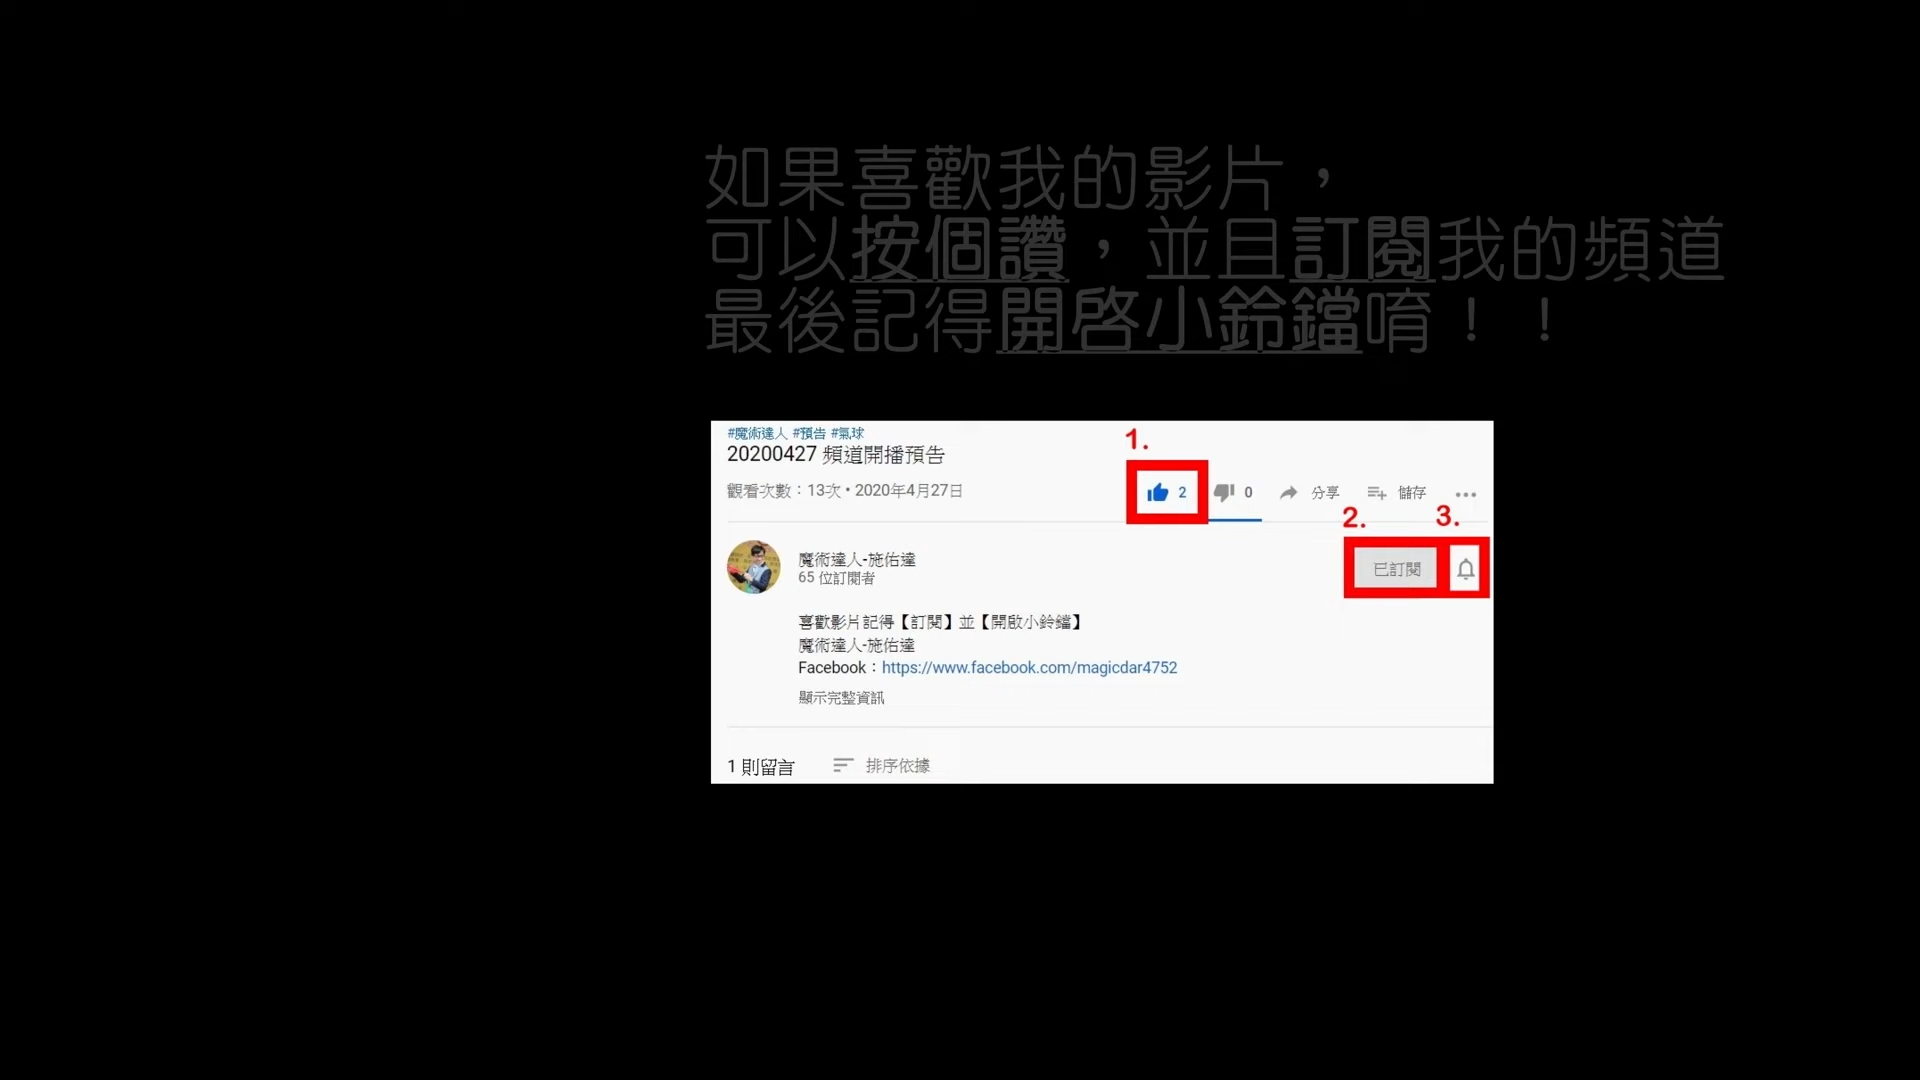 如果喜歡我的影片，
可以按個讚，並且訂閱我的頻道
最後記得開啓小鈴鐺唷！！
#魔術達人 #預告 #氣球
20200427 頻道開播預告
1.
觀看次數：13次 • 2020年4月27日
2 0 分享 儲存
2. 3.
魔術達人-施佑達
65 位訂閱者
已訂閱
喜歡影片記得【訂閱】並【開啟小鈴鐺】
魔術達人-施佑達
Facebook：https://www.facebook.com/magicdar4752
顯示完整資訊
1 則留言 排序依據